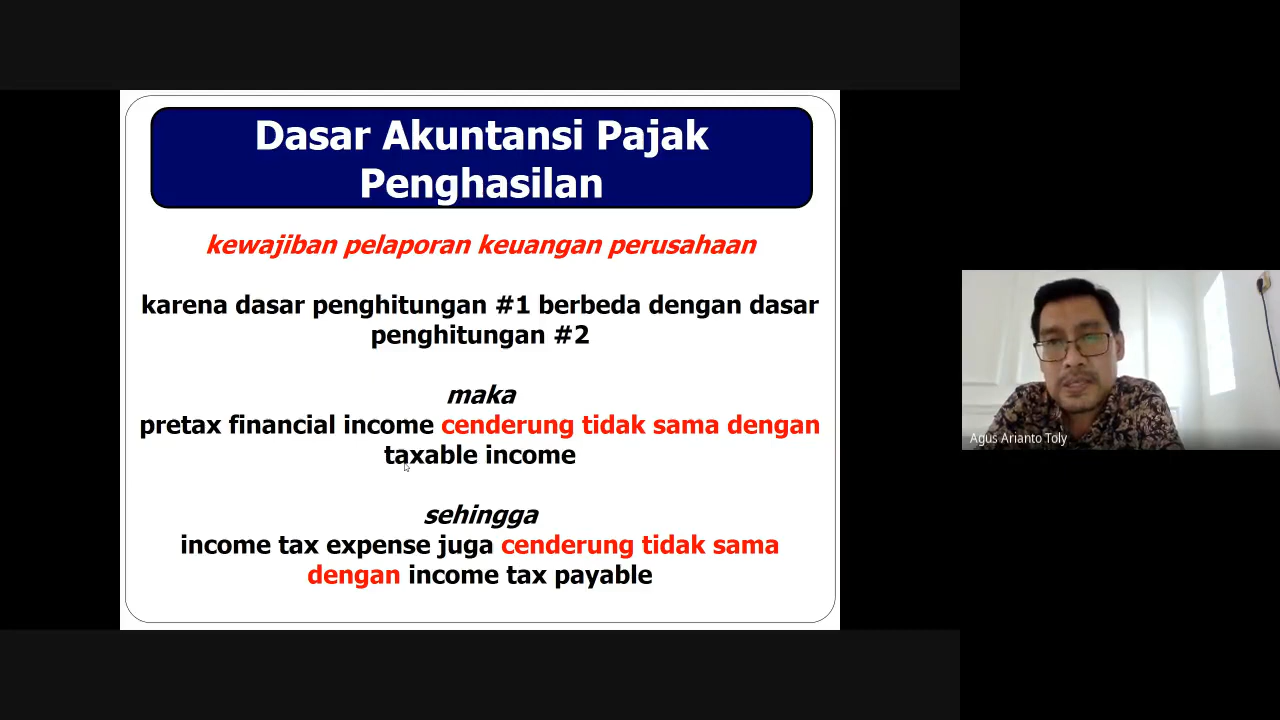 Dasar Akuntansi Pajak
Penghasilan
kewajiban pelaporan keuangan perusahaan
karena dasar penghitungan #1 berbeda dengan dasar
penghitungan #2
maka
pretax financial income cenderung tidak sama dengan
taxable income
sehingga
income tax expense juga cenderung tidak sama
dengan income tax payable
Agus Arianto Toly